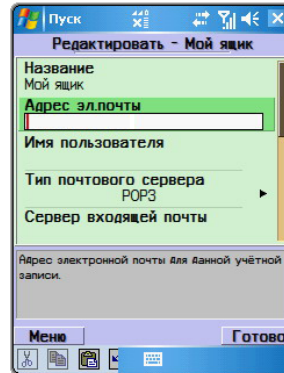 Пуск
Редактировать - Мой ящик
Название
Мой ящик
Адрес эл.почты
Имя пользователя
Тип почтового сервера
POP3
Сервер входящей почты
Адрес электронной почты для данной учётной
записи.
Меню
Готово